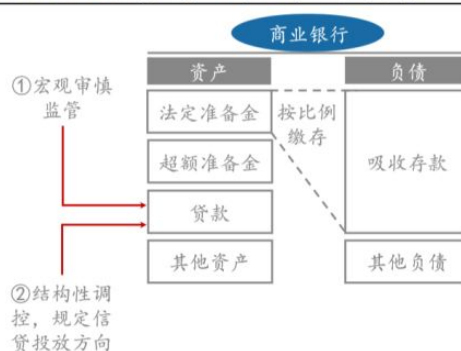 商业银行
资产
负债
①宏观审慎
监管
法定准备金
按比例
缴存
超额准备金
吸收存款
贷款
其他资产
其他负债
②结构性调
控，规定信
贷投放方向